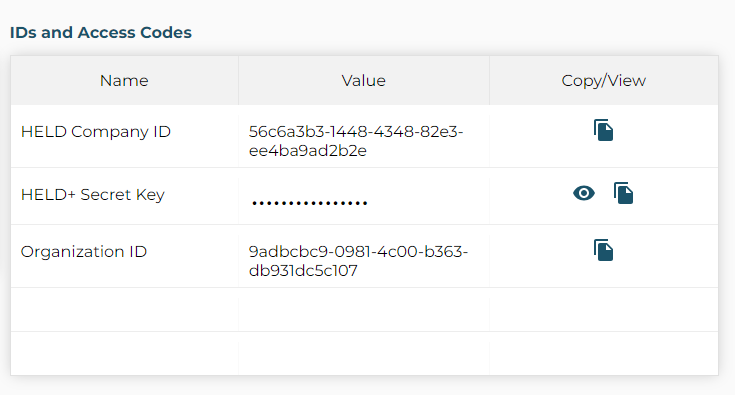 IDs and Access Codes
Name Value Copy/View
HELD Company ID 56c6a3b3-1448-4348-82e3-
ee4ba9ad2b2e
HELD+ Secret Key ................
Organization ID 9adbcbc9-0981-4c00-b363-
db931dc5c107